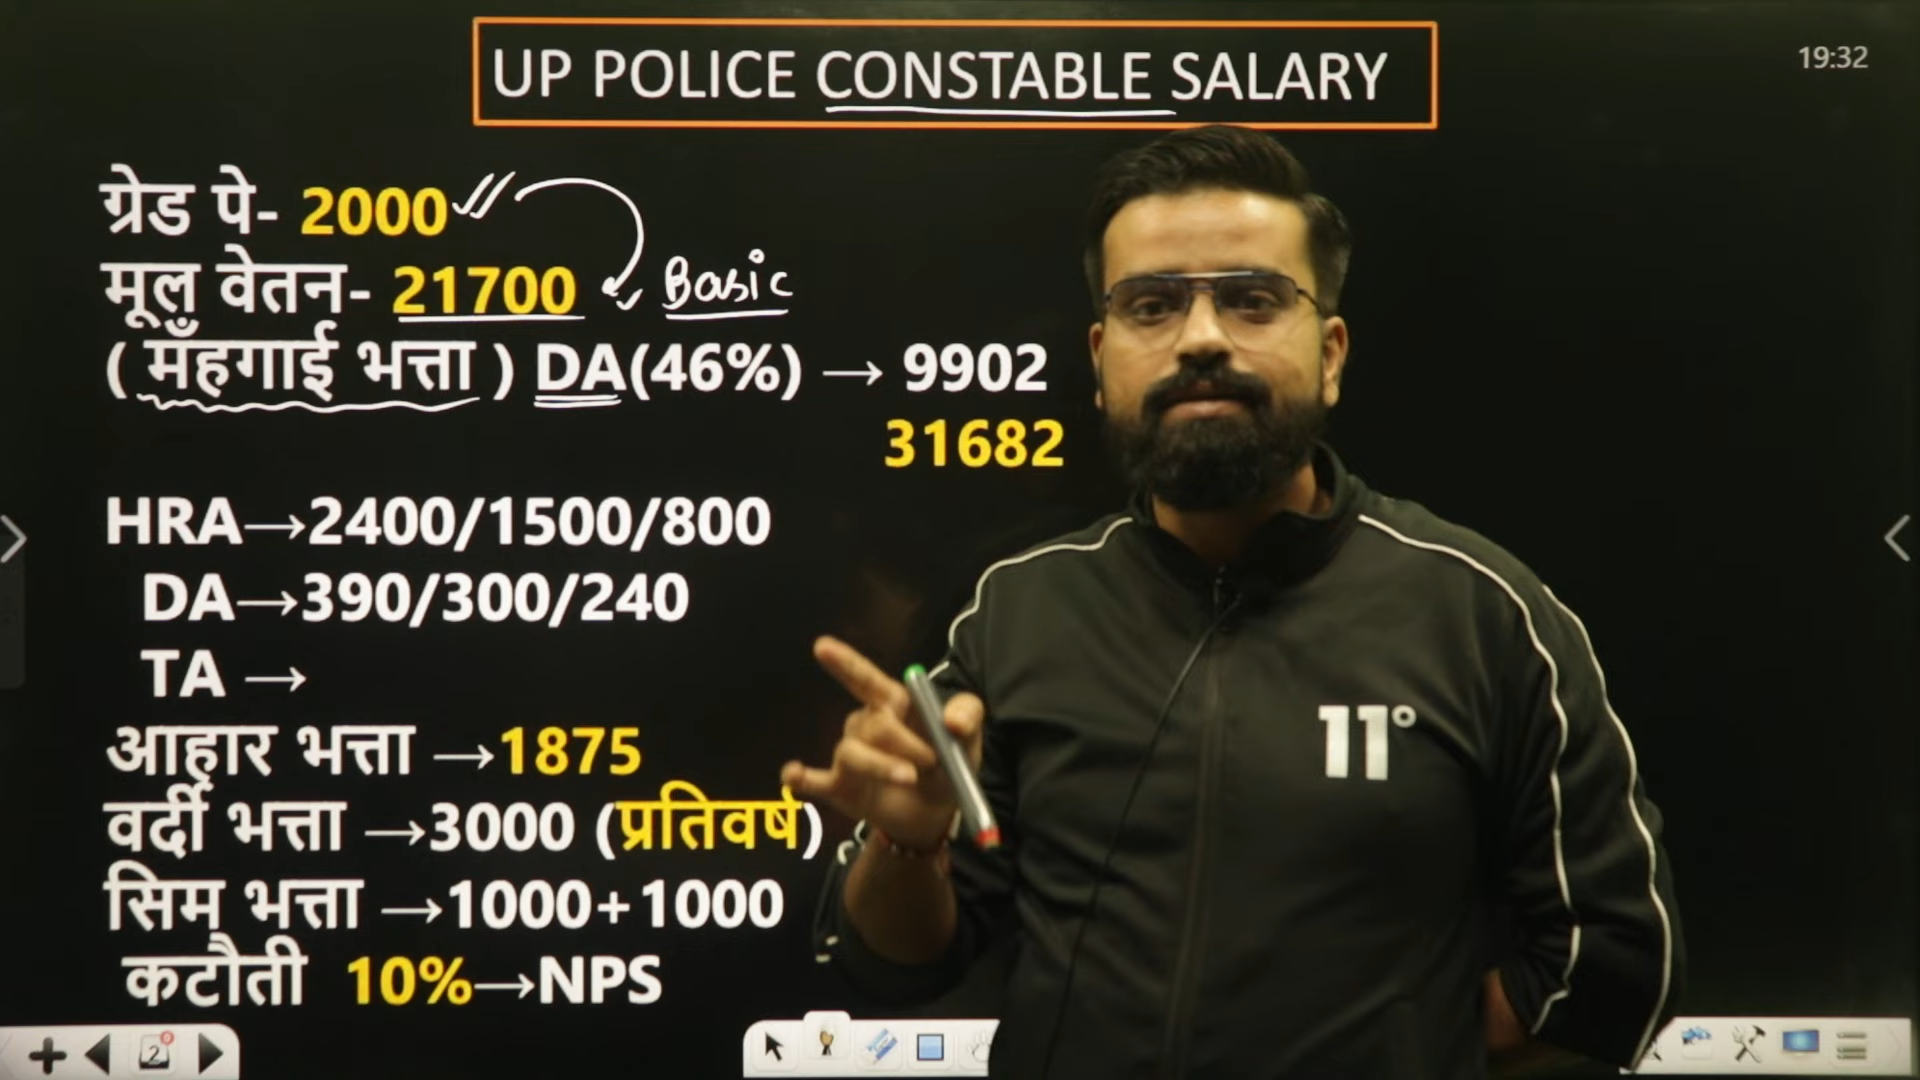 UP POLICE CONSTABLE SALARY
19:32
ग्रेड पे- 2000
मूल वेतन- 21700 Basic
( मँहगाई भत्ता ) DA(46%) → 9902
31682
HRA→2400/1500/800
DA→390/300/240
TA →
आहार भत्ता →1875
वर्दी भत्ता →3000 (प्रतिवर्ष)
सिम भत्ता →1000+1000
कटौती 10%→NPS
11°
2